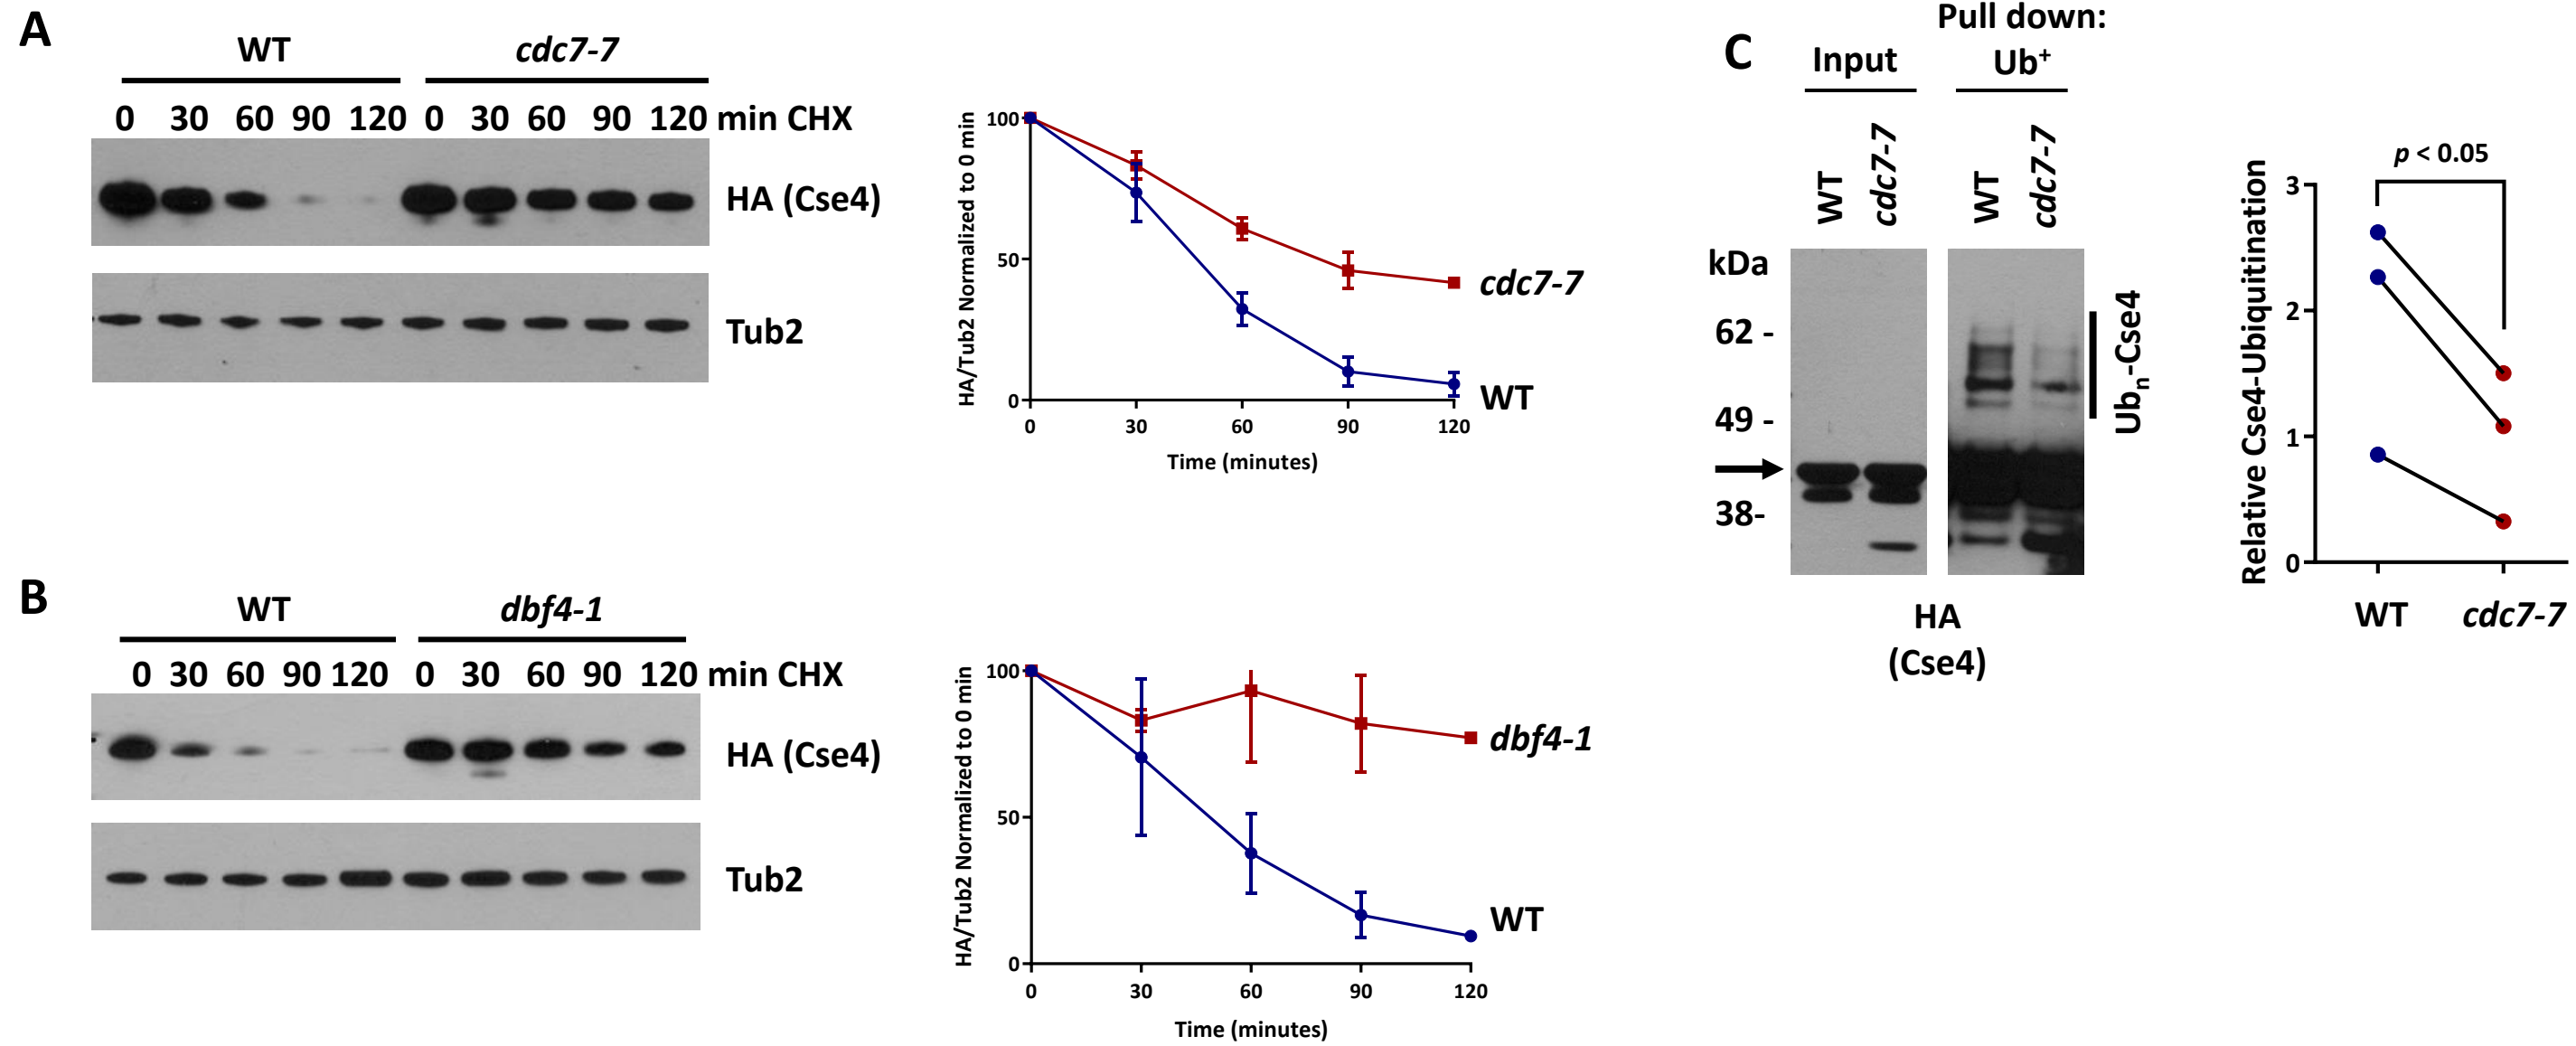 A
WT
cdc7-7
0 30 60 90 120 0 30 60 90 120 min CHX
HA (Cse4)
Tub2
HA/Tub2 Normalized to 0 min
100
50
0
0 30 60 90 120
Time (minutes)
cdc7-7
WT
B
WT
dbf4-1
0 30 60 90 120 0 30 60 90 120 min CHX
HA (Cse4)
Tub2
HA/Tub2 Normalized to 0 min
100
50
0
0 30 60 90 120
Time (minutes)
dbf4-1
WT
C
Input
Pull down:
Ub⁺
WT
cdc7-7
WT
cdc7-7
kDa
62 -
49 -
38-
Ubₙ-Cse4
HA
(Cse4)
Relative Cse4-Ubiquitination
3
2
1
0
p < 0.05
WT
cdc7-7